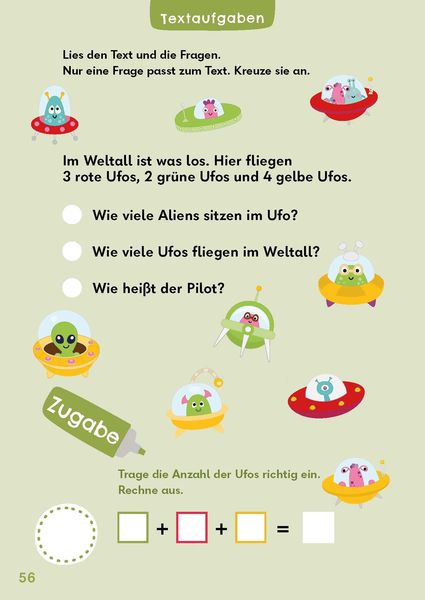 Textaufgaben
Lies den Text und die Fragen.
Nur eine Frage passt zum Text. Kreuze sie an.
Im Weltall ist was los. Hier fliegen
3 rote Ufos, 2 grüne Ufos und 4 gelbe Ufos.
Wie viele Aliens sitzen im Ufo?
Wie viele Ufos fliegen im Weltall?
Wie heißt der Pilot?
Zugabe
Trage die Anzahl der Ufos richtig ein.
Rechne aus.
+ + =
56